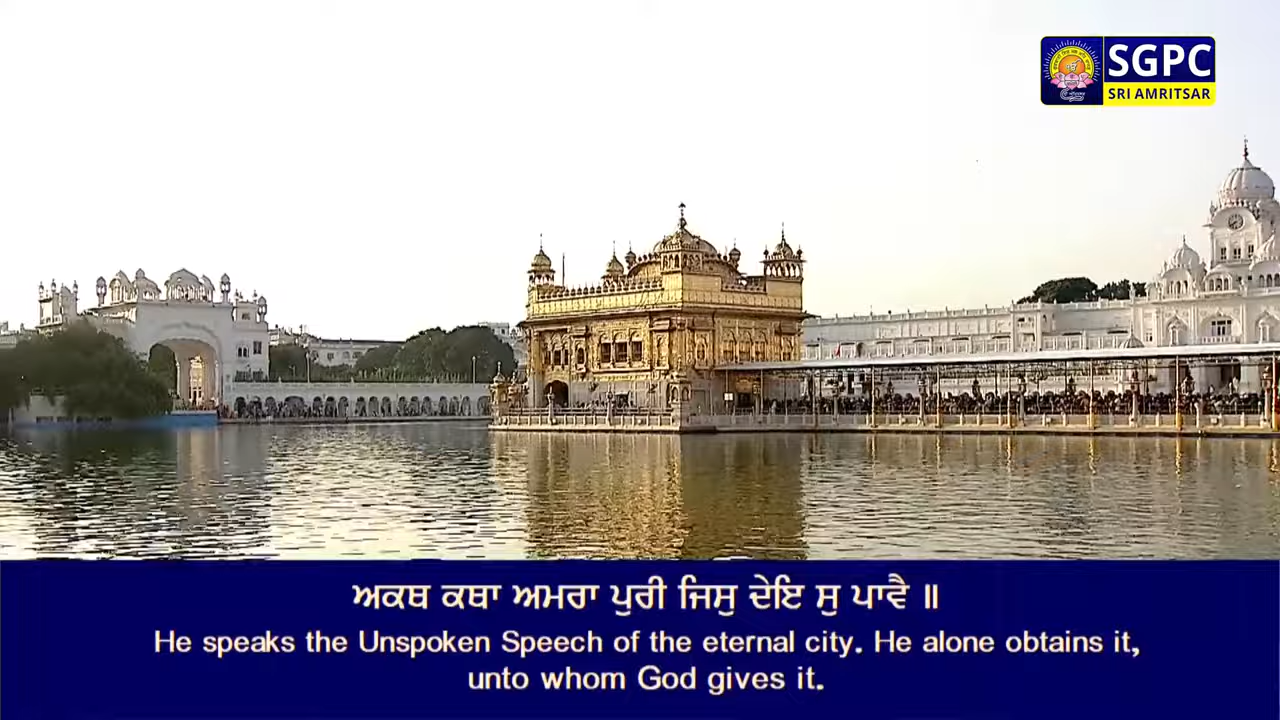 SGPC
SRI AMRITSAR
ਅਕਥ ਕਥਾ ਅਮਰਾ ਪੁਰੀ ਜਿਸੁ ਦੇਇ ਸੁ ਪਾਵੈ ॥
He speaks the Unspoken Speech of the eternal city. He alone obtains it,
unto whom God gives it.